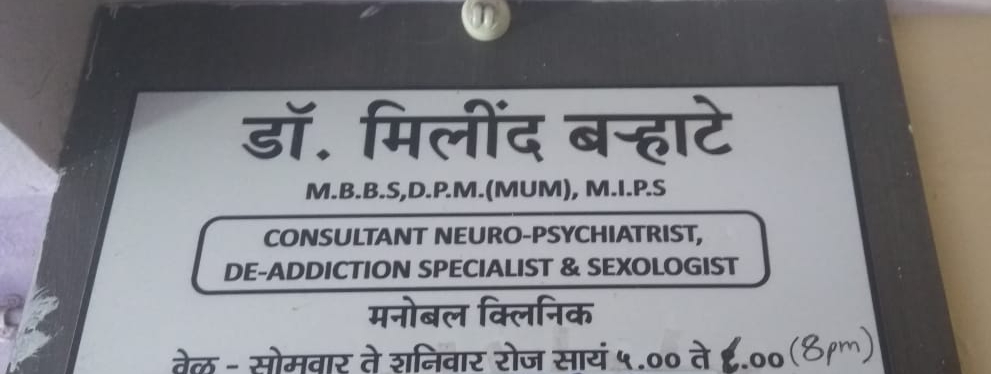 डॉ. मिलींद बऱ्हाटे
M.B.B.S,D.P.M.(MUM), M.I.P.S
CONSULTANT NEURO-PSYCHIATRIST,
DE-ADDICTION SPECIALIST & SEXOLOGIST
मनोबल क्लिनिक
वेळ - सोमवार ते शनिवार रोज सायं ५.०० ते ८.०० (8pm)